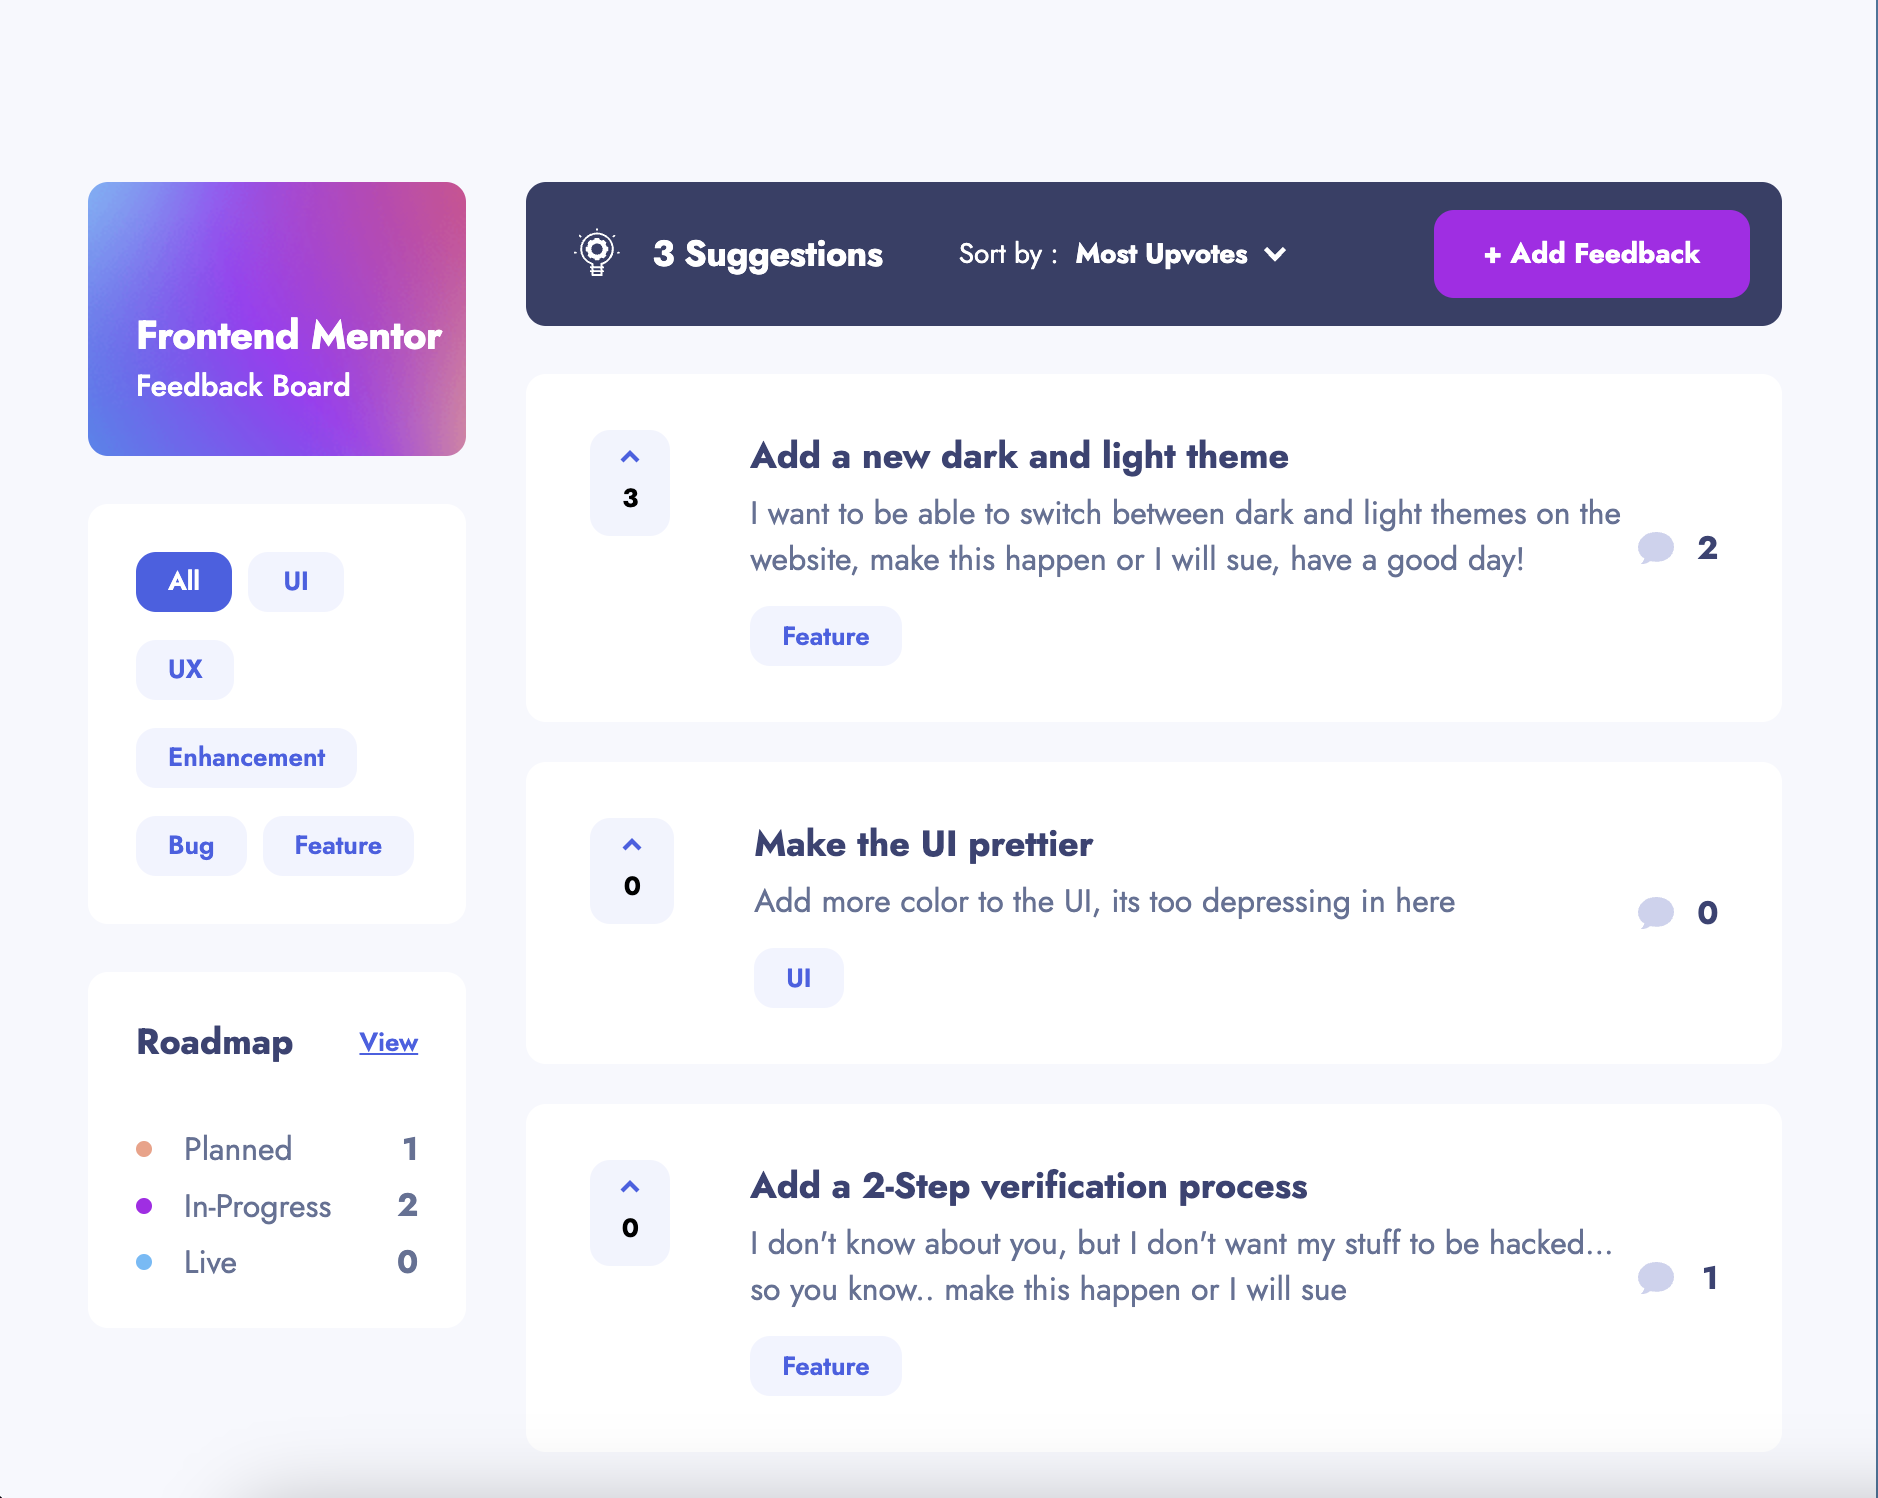 Frontend Mentor
Feedback Board
All UI
UX
Enhancement
Bug Feature
Roadmap View
Planned 1
In-Progress 2
Live 0
3 Suggestions Sort by : Most Upvotes + Add Feedback
3
Add a new dark and light theme
I want to be able to switch between dark and light themes on the
website, make this happen or I will sue, have a good day!
Feature
2
0
Make the UI prettier
Add more color to the UI, its too depressing in here
UI
0
0
Add a 2-Step verification process
I don't know about you, but I don't want my stuff to be hacked...
so you know.. make this happen or I will sue
Feature
1